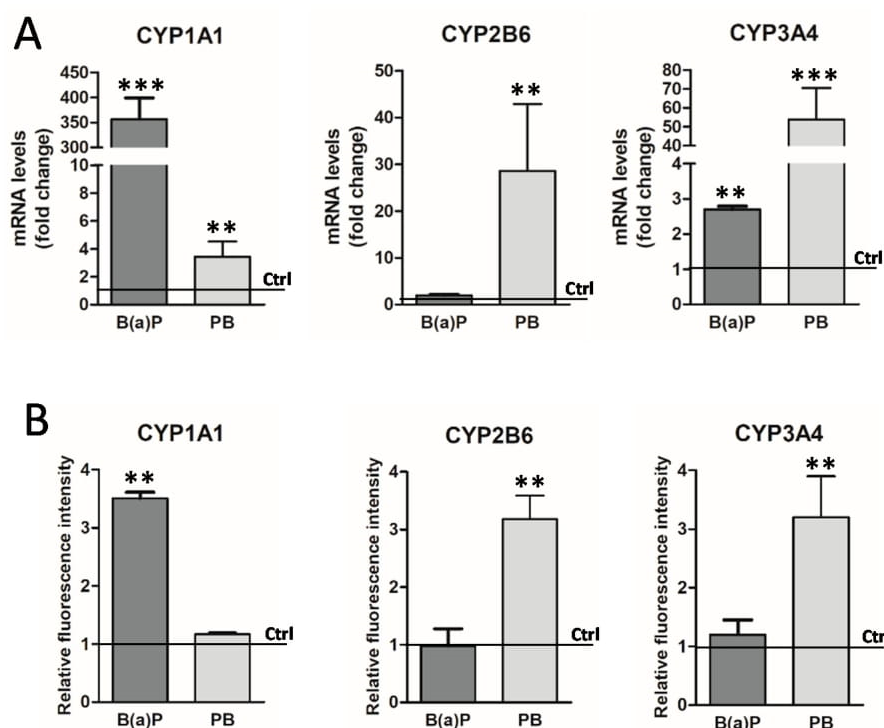 A
CYP1A1
mRNA levels
(fold change)
450
400
350
300
10
8
6
4
2
0
***
**
Ctrl
B(a)P PB
CYP2B6
mRNA levels
(fold change)
50
40
30
20
10
0
**
Ctrl
B(a)P PB
CYP3A4
mRNA levels
(fold change)
80
70
60
50
40
4
3
2
1
0
**
***
Ctrl
B(a)P PB
B
CYP1A1
Relative fluorescence intensity
4
3
2
1
0
**
Ctrl
B(a)P PB
CYP2B6
Relative fluorescence intensity
4
3
2
1
0
**
Ctrl
B(a)P PB
CYP3A4
Relative fluorescence intensity
4
3
2
1
0
**
Ctr
B(a)P PB